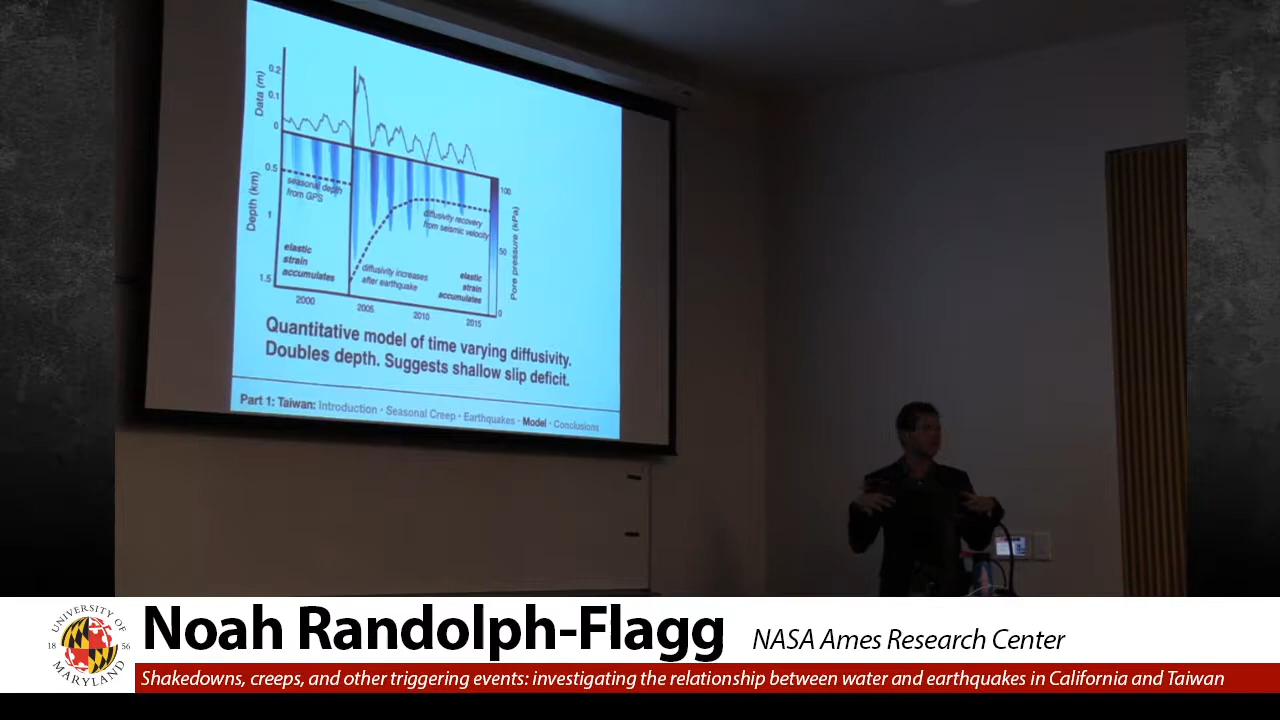 Data (m)
0.2
0.1
0
Depth (km)
0.5
1
1.5
seasonal depth
from GPS
elastic
strain
accumulates
diffusivity increases
after earthquake
diffusivity recovery
from seismic velocity
elastic
strain
accumulates
100
50
0
Pore pressure (kPa)
2000
2005
2010
2015
Quantitative model of time varying diffusivity.
Doubles depth. Suggests shallow slip deficit.
Part 1: Taiwan: Introduction · Seasonal Creep · Earthquakes · Model · Conclusions
UNIVERSITY OF
18 56
MARYLAND
Noah Randolph-Flagg NASA Ames Research Center
Shakedowns, creeps, and other triggering events: investigating the relationship between water and earthquakes in California and Taiwan